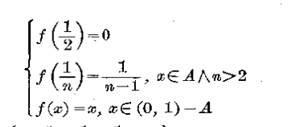 f(1/2)=0
f(1/n)=1/(n-1), x∈A∧n>2
f(x)=x, x∈(0, 1)-A